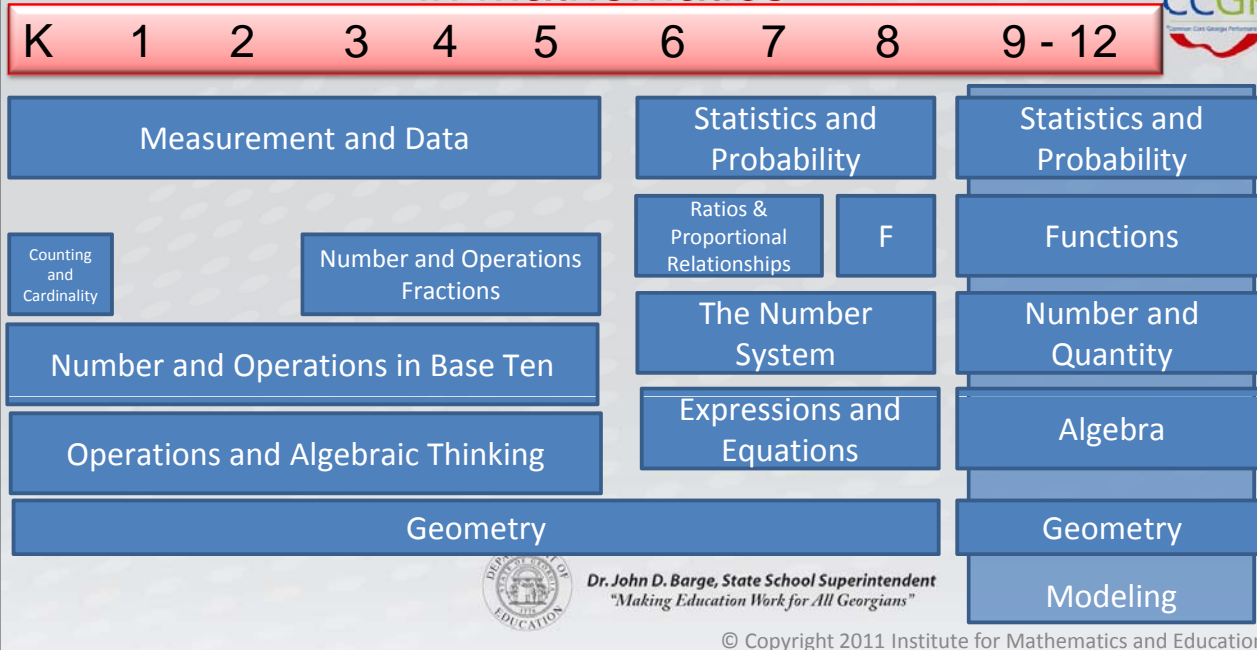 K 1 2 3 4 5 6 7 8 9 - 12
Measurement and Data
Statistics and
Probability
Statistics and
Probability
Counting
and
Cardinality
Number and Operations
Fractions
Ratios &
Proportional
Relationships
F
Functions
Number and Operations in Base Ten
The Number
System
Number and
Quantity
Operations and Algebraic Thinking
Expressions and
Equations
Algebra
Geometry
Geometry
Modeling
Dr. John D. Barge, State School Superintendent
"Making Education Work for All Georgians"
© Copyright 2011 Institute for Mathematics and Education